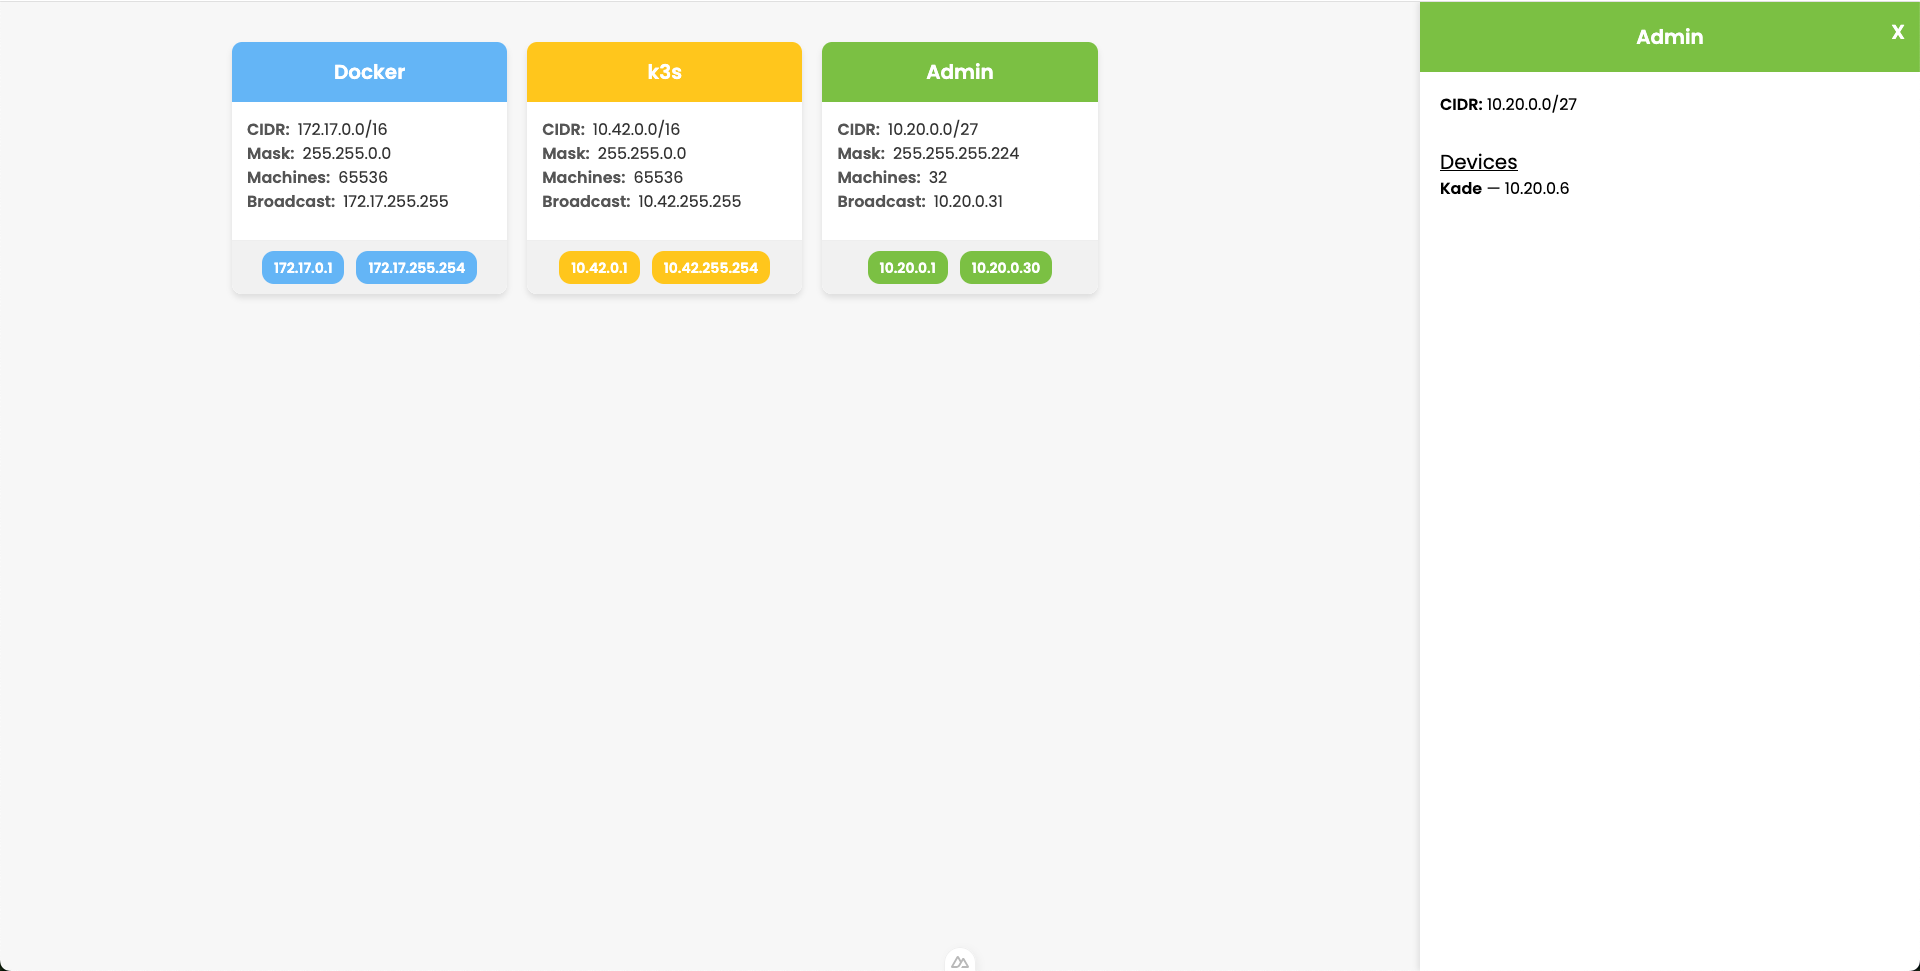 Docker
CIDR: 172.17.0.0/16
Mask: 255.255.0.0
Machines: 65536
Broadcast: 172.17.255.255
172.17.0.1 172.17.255.254
k3s
CIDR: 10.42.0.0/16
Mask: 255.255.0.0
Machines: 65536
Broadcast: 10.42.255.255
10.42.0.1 10.42.255.254
Admin
CIDR: 10.20.0.0/27
Mask: 255.255.255.224
Machines: 32
Broadcast: 10.20.0.31
10.20.0.1 10.20.0.30
Admin X
CIDR: 10.20.0.0/27
Devices
Kade — 10.20.0.6